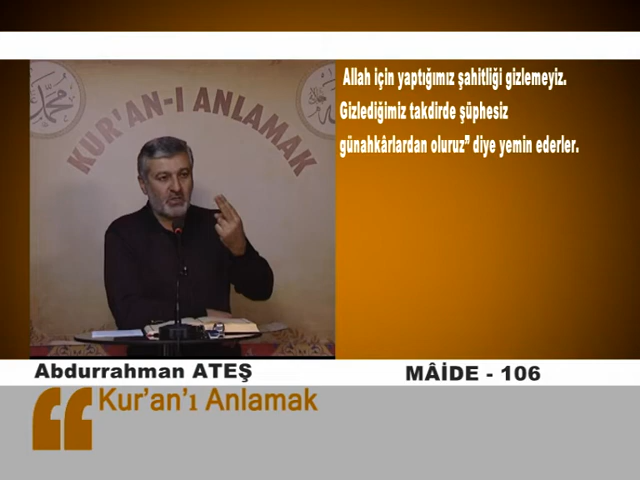 Allah için yaptığımız şahitliği gizlemeyiz.
Gizlediğimiz takdirde şüphesiz
günahkârlardan oluruz" diye yemin ederler.
KUR'AN-I ANLAMAK
Abdurrahman ATEŞ
MÂİDE - 106
Kur'an'ı Anlamak